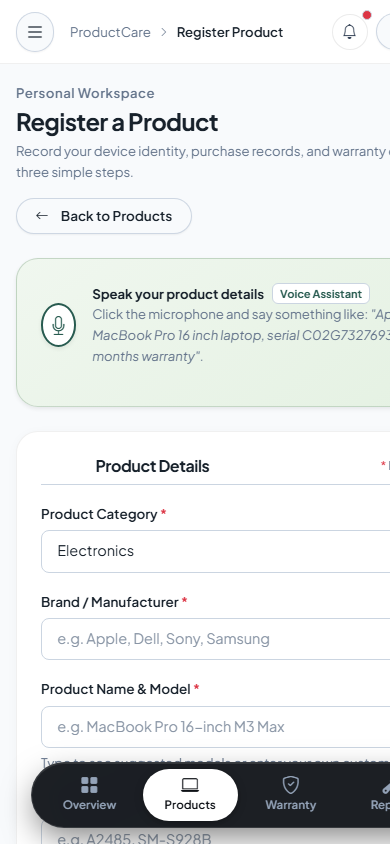 ProductCare > Register Product
Personal Workspace
Register a Product
Record your device identity, purchase records, and warranty
three simple steps.
← Back to Products
Speak your product details Voice Assistant
Click the microphone and say something like: "Ap
MacBook Pro 16 inch laptop, serial C02G7327693
months warranty".
Product Details *
Product Category *
Electronics
Brand / Manufacturer *
e.g. Apple, Dell, Sony, Samsung
Product Name & Model *
e.g. MacBook Pro 16-inch M3 Max
e.g. A2485, SM-S928B
Overview Products Warranty Rep